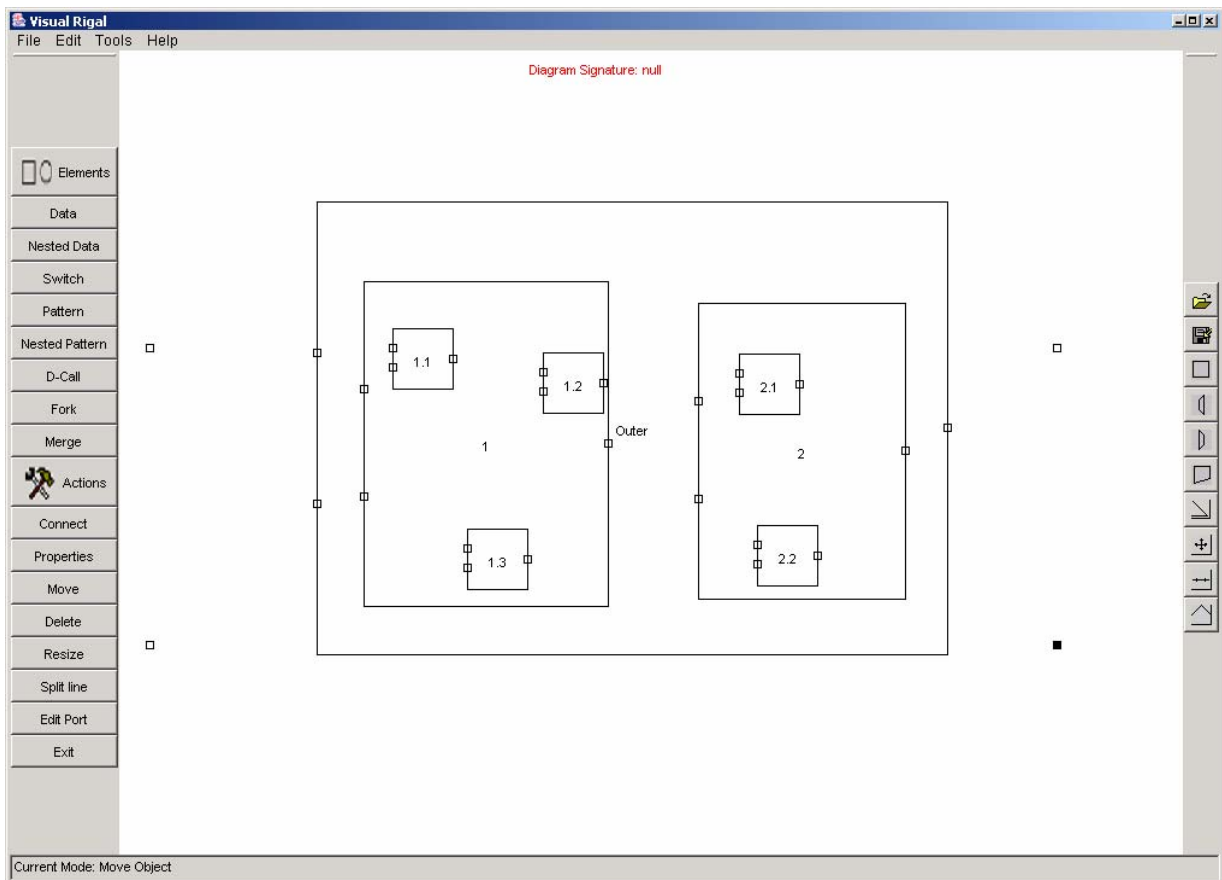 Visual Rigal
File Edit Tools Help
Diagram Signature: null
Elements
Data
Nested Data
Switch
Pattern
Nested Pattern
D-Call
Fork
Merge
Actions
Connect
Properties
Move
Delete
Resize
Split line
Edit Port
Exit
1.1
1.2
1
Outer
1.3
2.1
2
2.2
Current Mode: Move Object